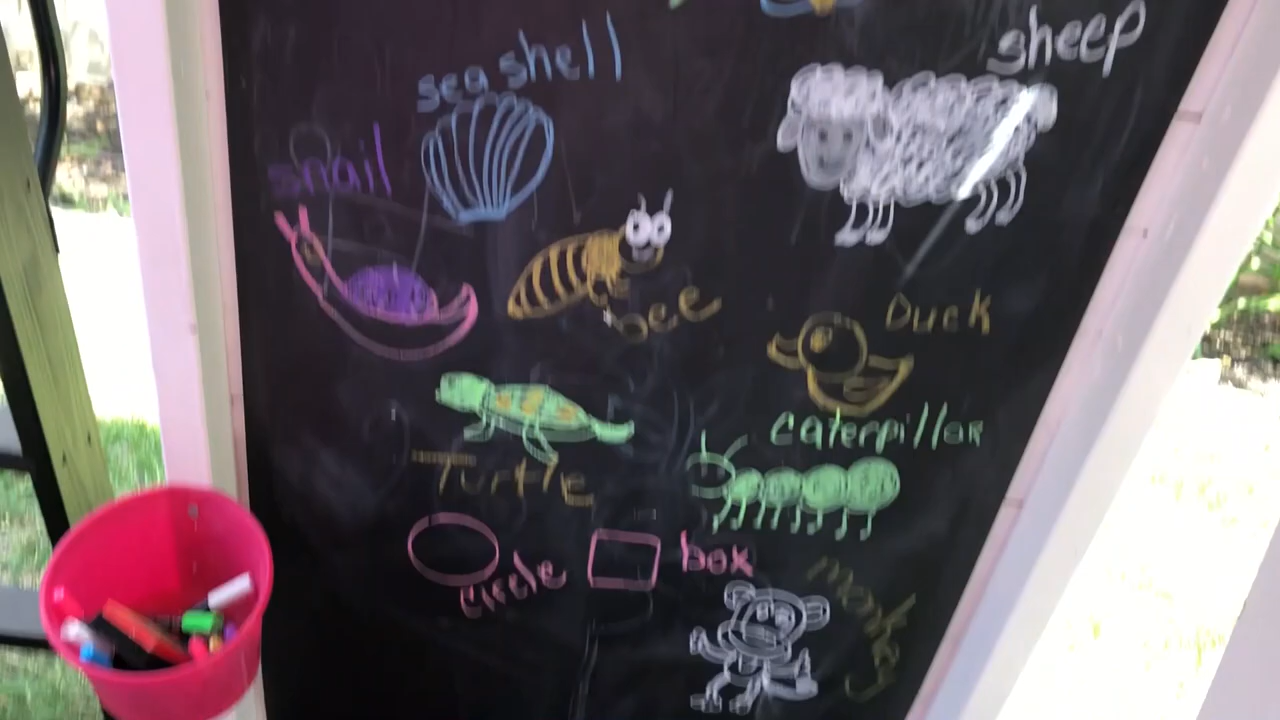 sheep
sea shell
snail
bee
Duck
caterpillar
Turtle
circle
box
monkey